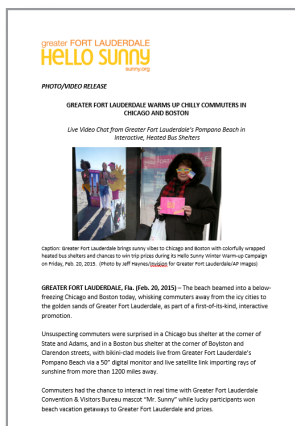 greater FORT LAUDERDALE
HELLO SUNNY
sunny.org
PHOTO/VIDEO RELEASE
GREATER FORT LAUDERDALE WARMS UP CHILLY COMMUTERS IN
CHICAGO AND BOSTON
Live Video Chat from Greater Fort Lauderdale's Pompano Beach in
Interactive, Heated Bus Shelters
Caption: Greater Fort Lauderdale brings sunny vibes to Chicago and Boston with colorfully wrapped
heated bus shelters and chances to win trip prizes during its Hello Sunny Winter Warm-up Campaign
on Friday, Feb. 20, 2015. (Photo by Jeff Haynes/Invision for Greater Fort Lauderdale/AP Images)
GREATER FORT LAUDERDALE, Fla. (Feb. 20, 2015) – The beach beamed into a below-
freezing Chicago and Boston today, whisking commuters away from the icy cities to
the golden sands of Greater Fort Lauderdale, as part of a first-of-its-kind, interactive
promotion.
Unsuspecting commuters were surprised in a Chicago bus shelter at the corner of
State and Adams, and in a Boston bus shelter at the corner of Boylston and
Clarendon streets, with bikini-clad models live from Greater Fort Lauderdale's
Pompano Beach via a 50" digital monitor and live satellite link importing rays of
sunshine from more than 1200 miles away.
Commuters had the chance to interact in real time with Greater Fort Lauderdale
Convention & Visitors Bureau mascot "Mr. Sunny" while lucky participants won
beach vacation getaways to Greater Fort Lauderdale and prizes.